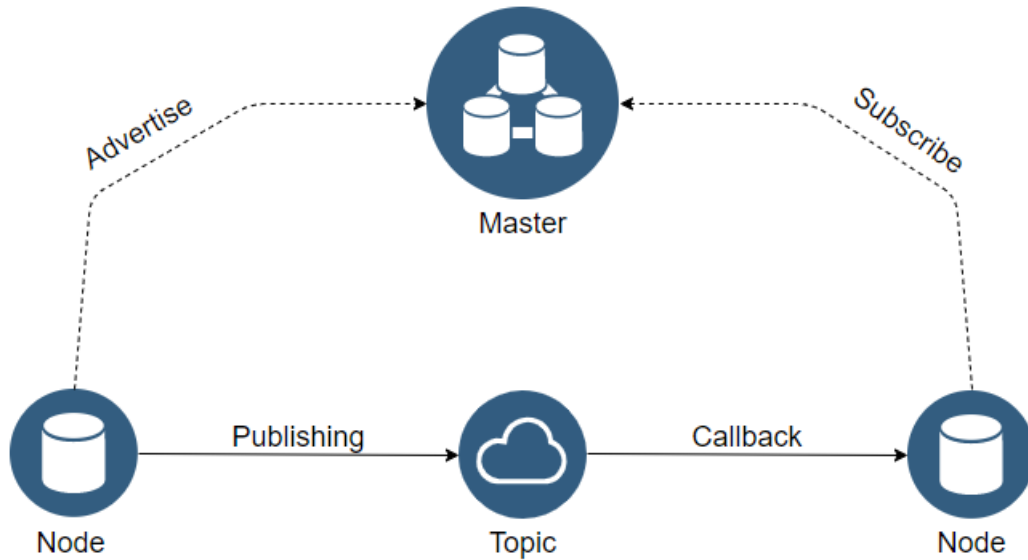 Advertise
Subscribe
Master
Publishing
Callback
Node
Topic
Node